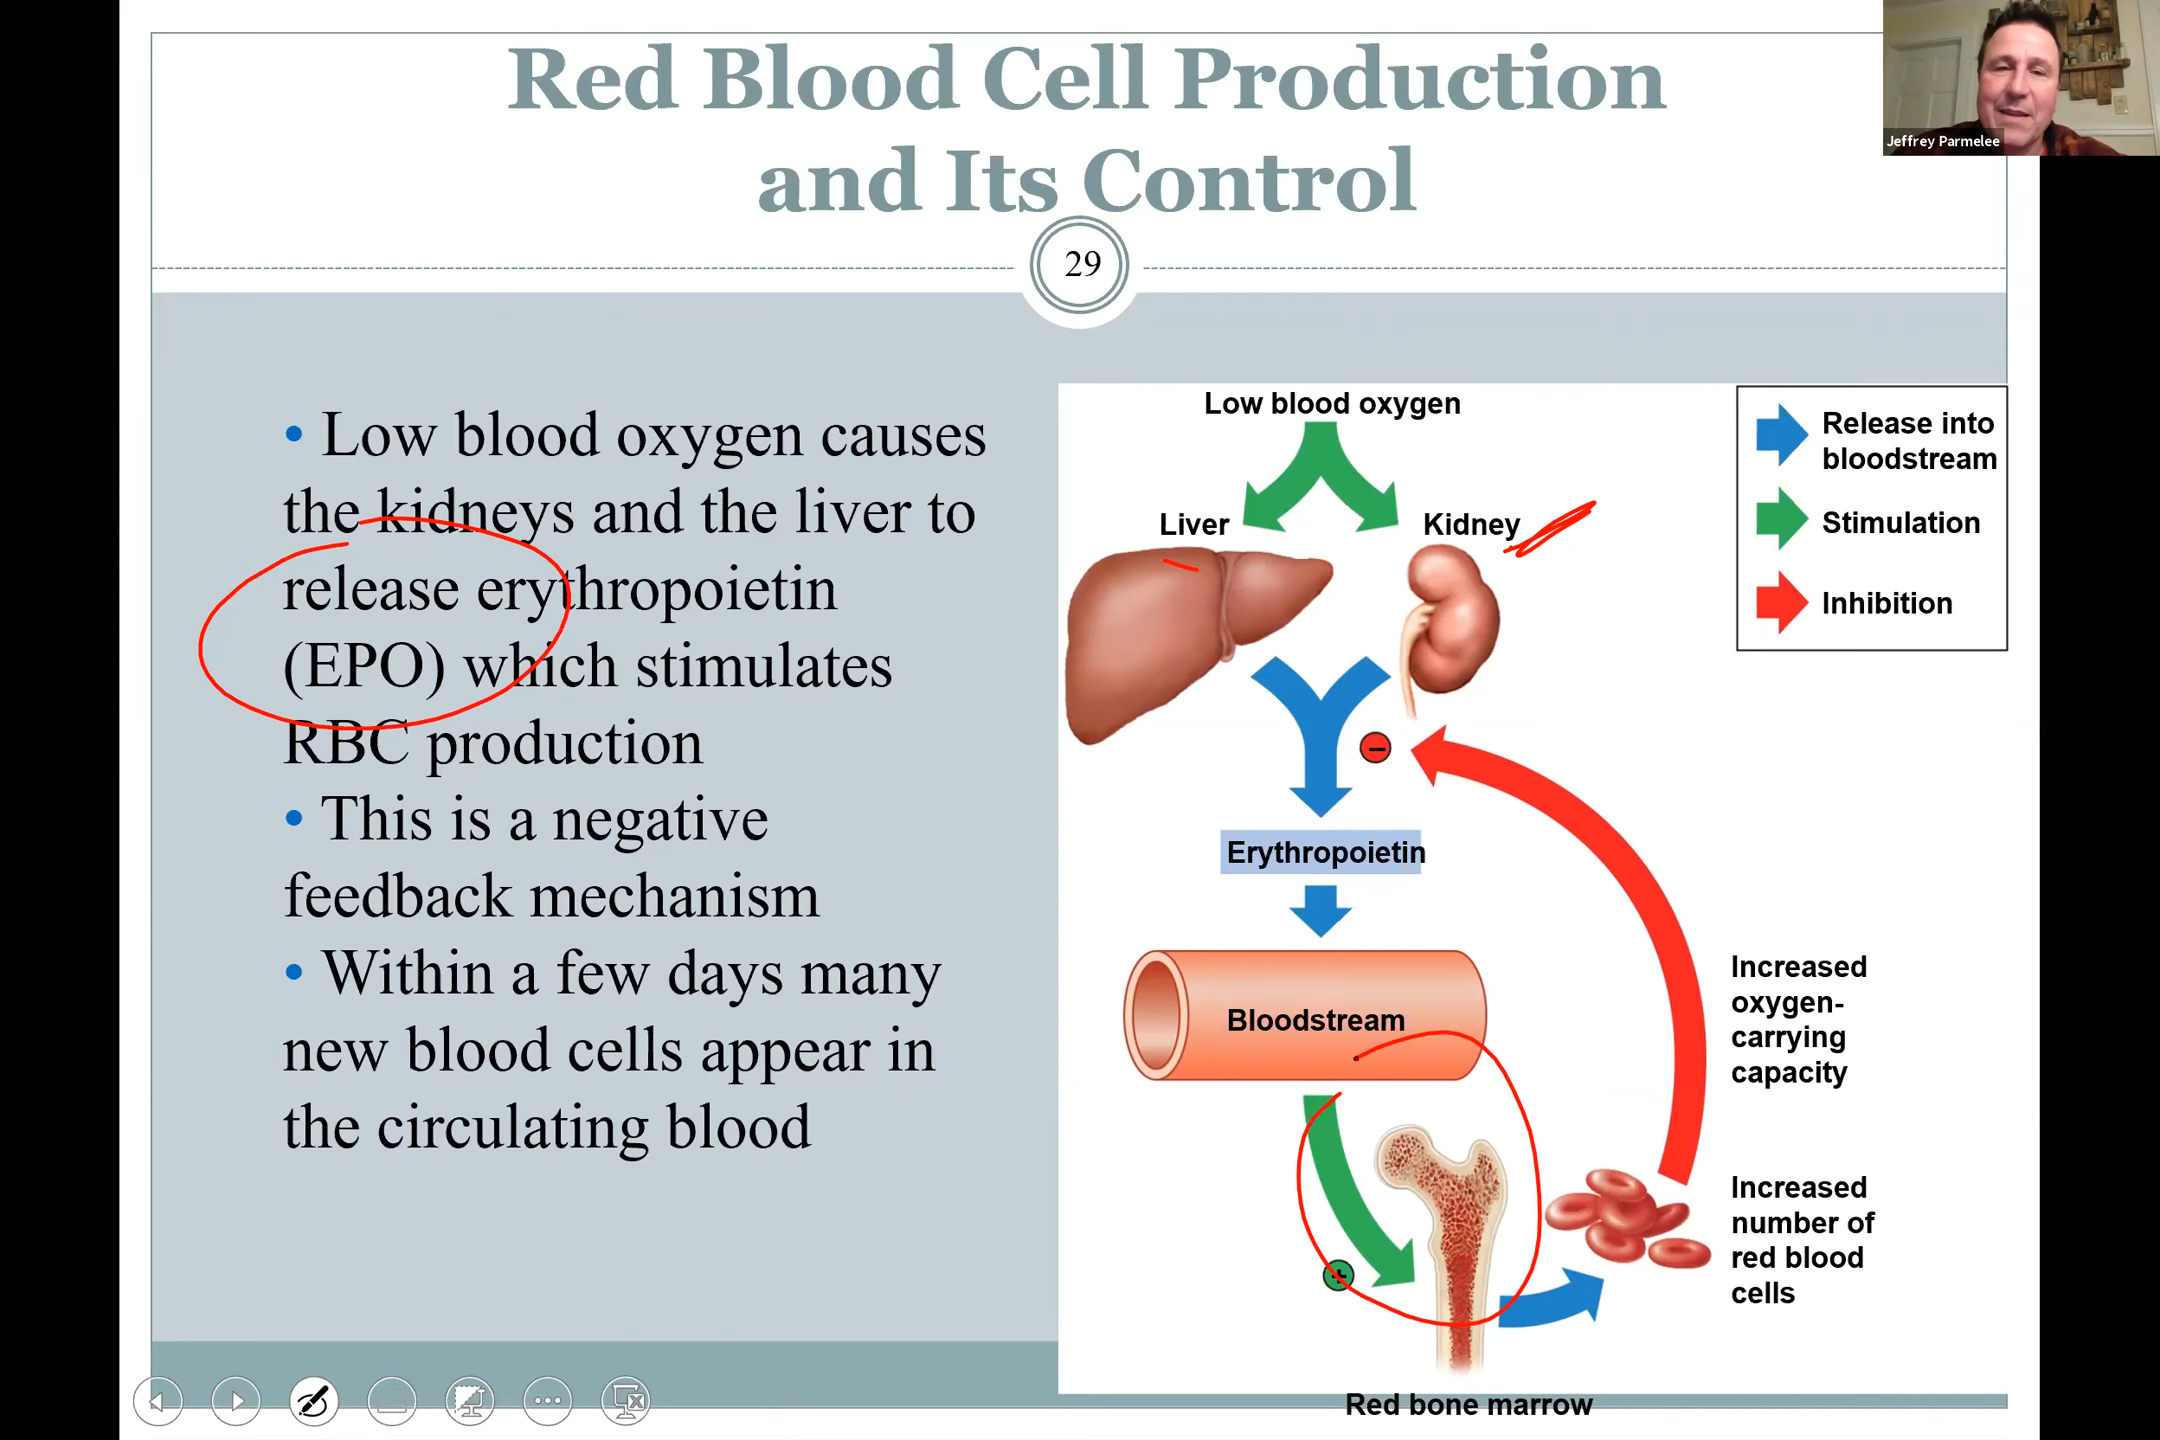 Red Blood Cell Production
and Its Control
29
Jeffrey Parmelee
• Low blood oxygen causes
the kidneys and the liver to
release erythropoietin
(EPO) which stimulates
RBC production
• This is a negative
feedback mechanism
• Within a few days many
new blood cells appear in
the circulating blood
Low blood oxygen
Liver
Kidney
Erythropoietin
Bloodstream
Red bone marrow
Increased
oxygen-
carrying
capacity
Increased
number of
red blood
cells
Release into
bloodstream
Stimulation
Inhibition